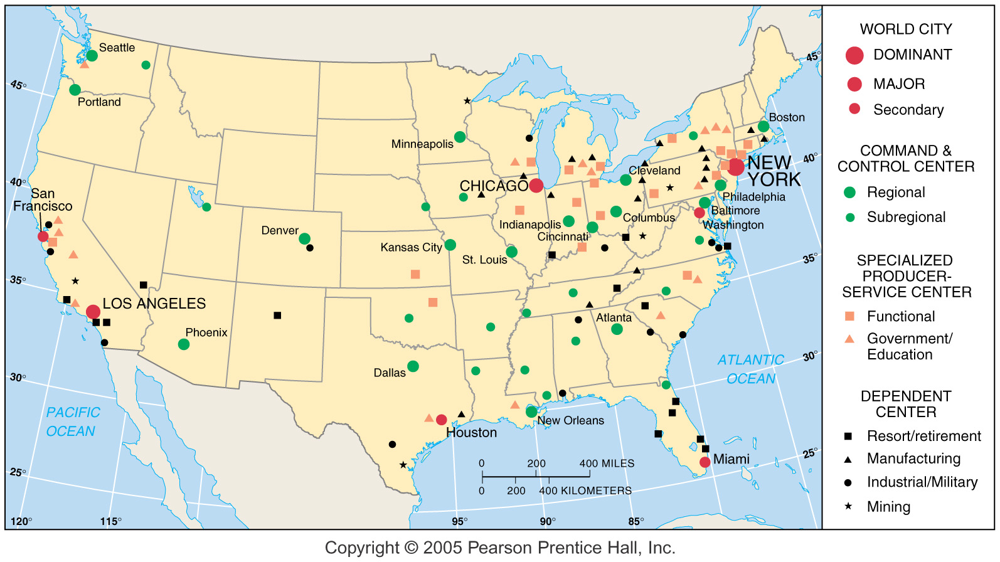 Seattle
Portland
Minneapolis
Boston
45°
45°
40°
40°
35°
35°
30°
30°
25°
25°
San
Francisco
CHICAGO
Cleveland
NEW
YORK
Philadelphia
Baltimore
Washington
Columbus
Indianapolis
Cincinnati
Denver
Kansas City
St. Louis
LOS ANGELES
Phoenix
Atlanta
Dallas
Houston
New Orleans
Miami
PACIFIC
OCEAN
ATLANTIC
OCEAN
0 200 400 MILES
0 200 400 KILOMETERS
120° 115° 95° 90° 85°
WORLD CITY
DOMINANT
MAJOR
Secondary
COMMAND &
CONTROL CENTER
Regional
Subregional
SPECIALIZED
PRODUCER-
SERVICE CENTER
Functional
Government/
Education
DEPENDENT
CENTER
Resort/retirement
Manufacturing
Industrial/Military
Mining
Copyright © 2005 Pearson Prentice Hall, Inc.